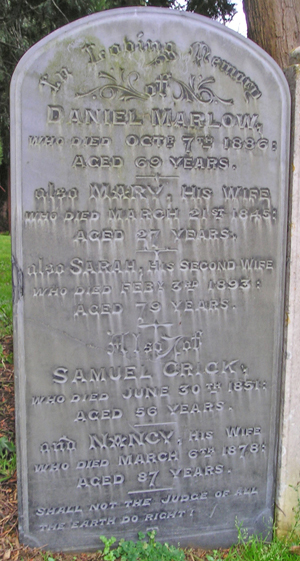 In Loving Memory
of
DANIEL MARLOW,
WHO DIED OCTR 7TH 1886:
AGED 69 YEARS.
also MARY, HIS WIFE
WHO DIED MARCH 21ST 1845:
AGED 27 YEARS.
also SARAH, HIS SECOND WIFE
WHO DIED FEBY 3RD 1893:
AGED 79 YEARS.
Also of
SAMUEL CRICK,
WHO DIED JUNE 30TH 1851:
AGED 56 YEARS.
and NANCY, HIS WIFE
WHO DIED MARCH 6TH 1878:
AGED 87 YEARS.
SHALL NOT THE JUDGE OF ALL
THE EARTH DO RIGHT?